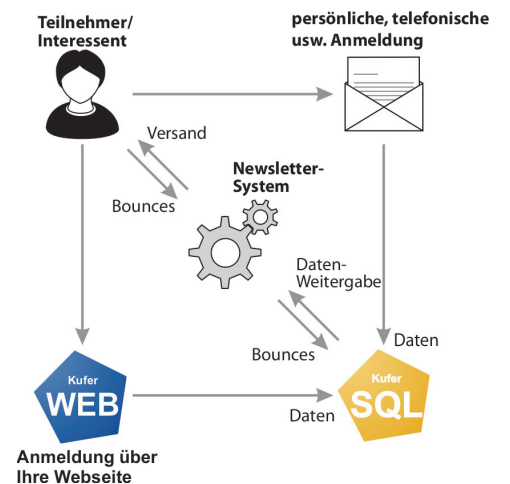 Teilnehmer/
Interessent
persönliche, telefonische
usw. Anmeldung
Versand
Bounces
Newsletter-
System
Daten-
Weitergabe
Bounces
Daten
Kufer
WEB
Daten
Kufer
SQL
Anmeldung über
Ihre Webseite